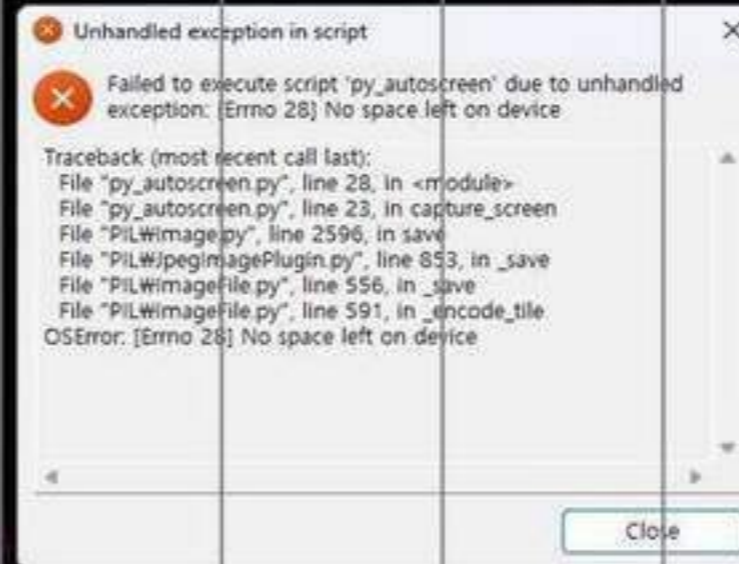 Unhandled exception in script
Failed to execute script 'py_autoscreen' due to unhandled
exception: [Errno 28] No space left on device
Traceback (most recent call last):
File "py_autoscreen.py", line 28, in <module>
File "py_autoscreen.py", line 23, in capture_screen
File "PIL₩Image.py", line 2596, in save
File "PIL₩JpegImagePlugin.py", line 853, in _save
File "PIL₩ImageFile.py", line 556, in _save
File "PIL₩ImageFile.py", line 591, in _encode_tile
OSError: [Errno 28] No space left on device
Close